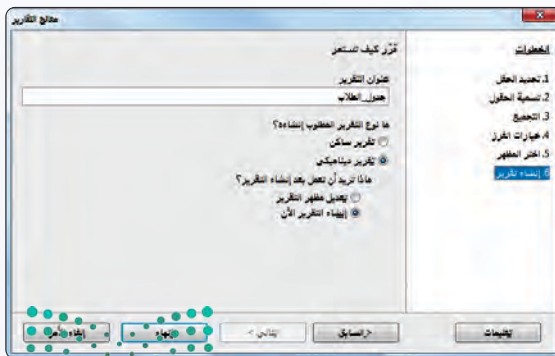 معالج التقارير
الخطوات
1. تحديد الحقل
2. تسمية الحقول
3. التجميع
4. خيارات الفرز
5. اختر المظهر
6. إنشاء تقرير
قرّر كيف تستمر
عنوان التقرير
جدول_الطلاب
ما نوع التقرير المطلوب إنشاءه؟
تقرير ساكن
تقرير ديناميكي
ماذا تريد أن تفعل بعد إنشاء التقرير؟
تعديل مظهر التقرير
إنشاء التقرير الآن
تعليمات
< السابق
التالي >
إنهاء
إلغاء الأمر